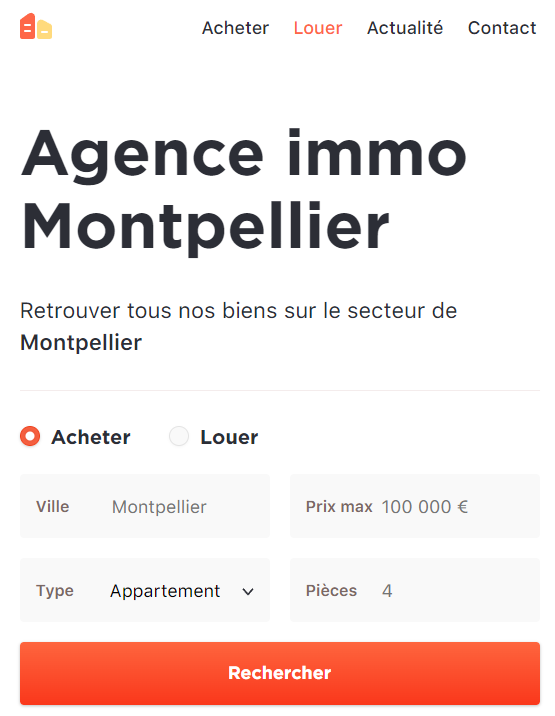 Acheter Louer Actualité Contact
Agence immo
Montpellier
Retrouver tous nos biens sur le secteur de
Montpellier
Acheter Louer
Ville Montpellier Prix max 100 000 €
Type Appartement Pièces 4
Rechercher